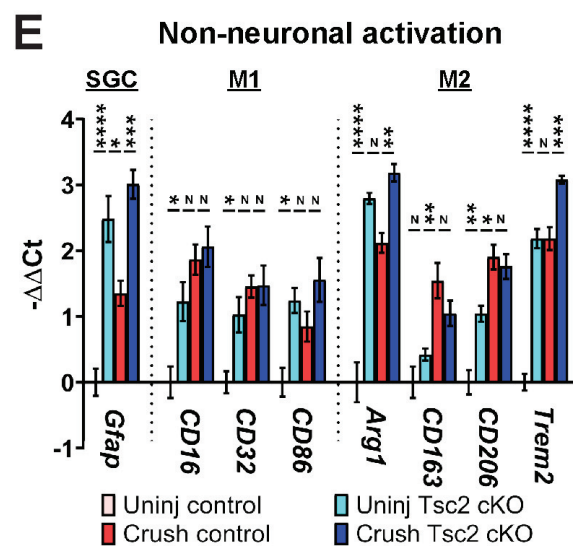 E Non-neuronal activation
SGC M1 M2
**** * *** * N N * N N * N N **** N ** N ** N ** * N **** N ***
4
3
2
1
0
-1
-ΔΔCt
Gfap CD16 CD32 CD86 Arg1 CD163 CD206 Trem2
Uninj control Uninj Tsc2 cKO
Crush control Crush Tsc2 cKO